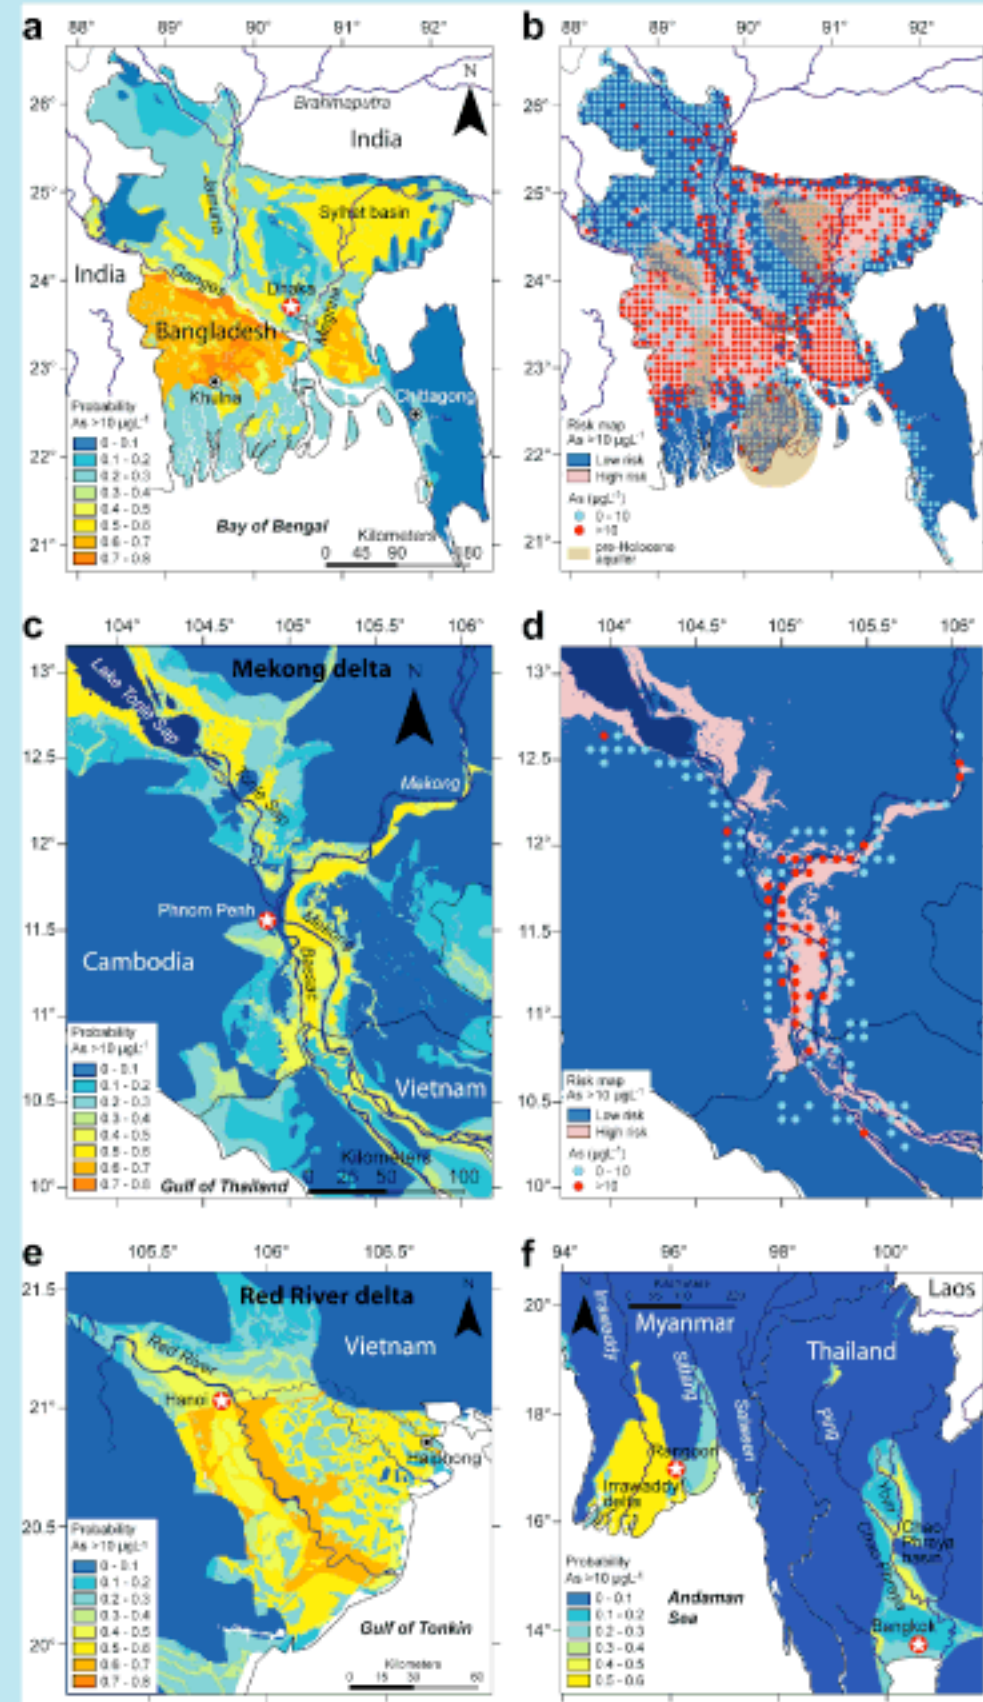 a
88° 89° 90° 91° 92°
26°
25°
24°
23°
22°
21°
N
Brahmaputra
India
Jamuna
Sylhet basin
India
Ganges
Dhaka
Meghna
Bangladesh
Khulna
Chittagong
Probability
As >10 µgL⁻¹
0 - 0.1
0.1 - 0.2
0.2 - 0.3
0.3 - 0.4
0.4 - 0.5
0.5 - 0.6
0.6 - 0.7
0.7 - 0.8
Bay of Bengal
Kilometers
0 45 90 180
b
88° 89° 90° 91° 92°
26°
25°
24°
23°
22°
21°
Risk map
As >10 µgL⁻¹
Low risk
High risk
As (µgL⁻¹)
0 - 10
>10
pre-Holocene
aquifer
c
104° 104.5° 105° 105.5° 106°
13°
12.5°
12°
11.5°
11°
10.5°
10°
Mekong delta
N
Lake Tonle Sap
Mekong
Phnom Penh
Mekong
Bassac
Cambodia
Vietnam
Probability
As >10 µgL⁻¹
0 - 0.1
0.1 - 0.2
0.2 - 0.3
0.3 - 0.4
0.4 - 0.5
0.5 - 0.6
0.6 - 0.7
0.7 - 0.8
Gulf of Thailand
Kilometers
0 25 50 100
d
104° 104.5° 105° 105.5° 106°
13°
12.5°
12°
11.5°
11°
10.5°
10°
Risk map
As >10 µgL⁻¹
Low risk
High risk
As (µgL⁻¹)
0 - 10
>10
e
105.5° 106° 106.5°
21.5°
21°
20.5°
20°
Red River delta
N
Vietnam
Red River
Hanoi
Haiphong
Probability
As >10 µgL⁻¹
0 - 0.1
0.1 - 0.2
0.2 - 0.3
0.3 - 0.4
0.4 - 0.5
0.5 - 0.6
0.6 - 0.7
0.7 - 0.8
Gulf of Tonkin
Kilometers
0 15 30 60
f
94° 96° 98° 100°
20°
18°
16°
14°
Laos
Myanmar
Thailand
Irrawaddy
Sittang
Salween
Ping
Rangoon
Irrawaddy
delta
Yom
Chao Phraya
Chao
Phraya
basin
Bangkok
Andaman
Sea
Probability
As >10 µgL⁻¹
0 - 0.1
0.1 - 0.2
0.2 - 0.3
0.3 - 0.4
0.4 - 0.5
0.5 - 0.6